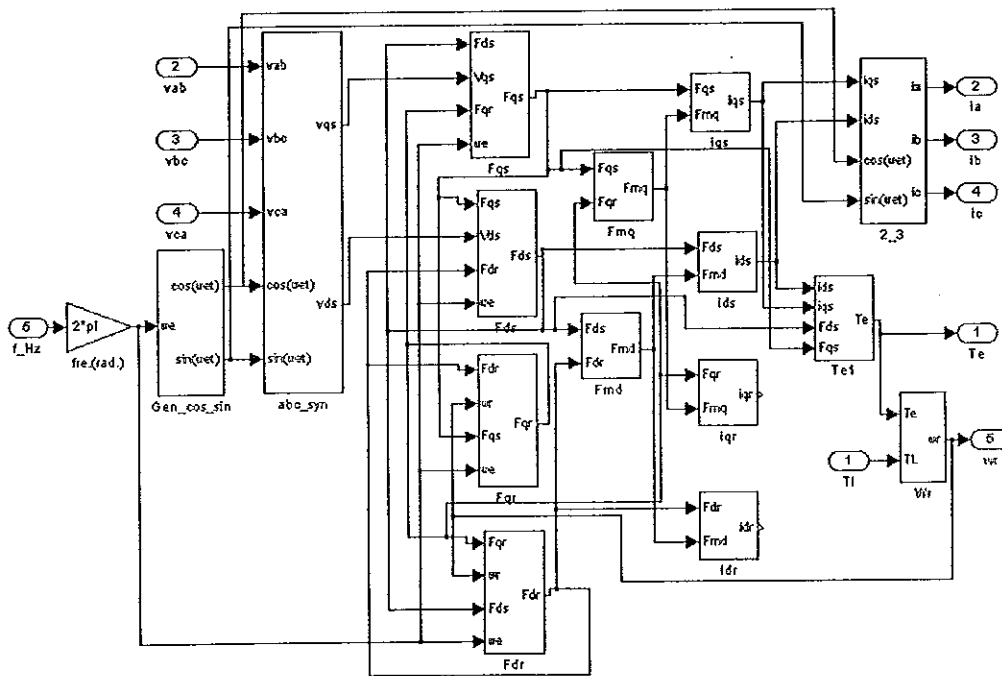 2
vab
3
vbc
4
vca
6
f_Hz
2*pi
fre.(rad.)
we
cos(wet)
sin(wet)
Gen_cos_sin
vab
vbc
vca
cos(wet)
sin(wet)
vqs
vds
abc_syn
Fds
Vqs
Fqr
we
Fqs
Fqs
Fqs
Vds
Fdr
we
Fds
Fds
Fdr
wr
Fqs
we
Fqr
Fqr
Fqr
wr
Fds
we
Fdr
Fdr
Fqs
Fqr
Fmq
Fmq
Fds
Fdr
Fmd
Fmd
Fqs
Fmq
iqs
iqs
Fds
Fmd
ids
ids
Fqr
Fmq
iqr
iqr
Fdr
Fmd
idr
idr
iqs
ids
cos(wet)
sin(wet)
ia
ib
ic
2_3
2
ia
3
ib
4
ic
ids
iqs
Fds
Fqs
Te
Te1
1
Te
1
Tl
Te
TL
wr
Wr
5
wr